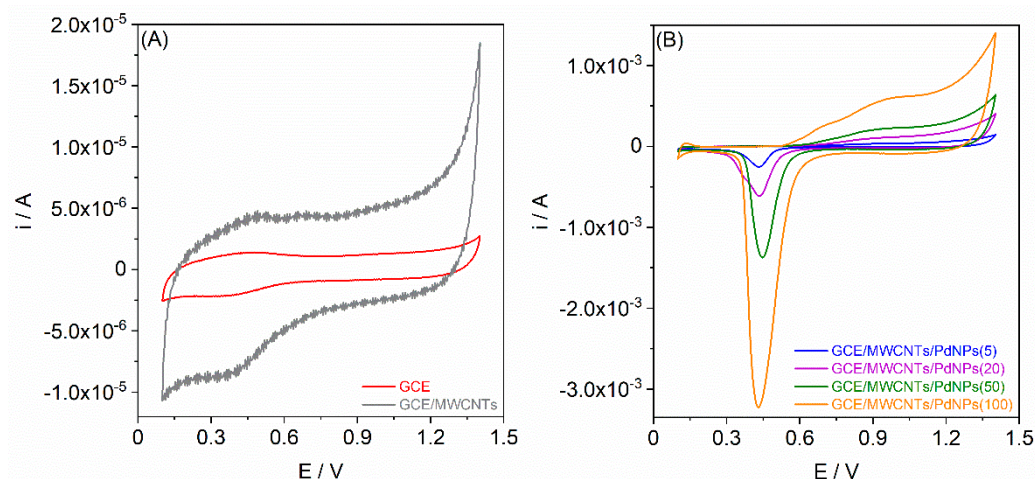 (A)
2.0x10⁻⁵
1.5x10⁻⁵
1.0x10⁻⁵
5.0x10⁻⁶
0
-5.0x10⁻⁶
-1.0x10⁻⁵
i / A
GCE
GCE/MWCNTs
0 0.3 0.6 0.9 1.2 1.5
E / V
(B)
1.0x10⁻³
0
-1.0x10⁻³
-2.0x10⁻³
-3.0x10⁻³
i / A
GCE/MWCNTs/PdNPs(5)
GCE/MWCNTs/PdNPs(20)
GCE/MWCNTs/PdNPs(50)
GCE/MWCNTs/PdNPs(100)
0 0.3 0.6 0.9 1.2 1.5
E / V